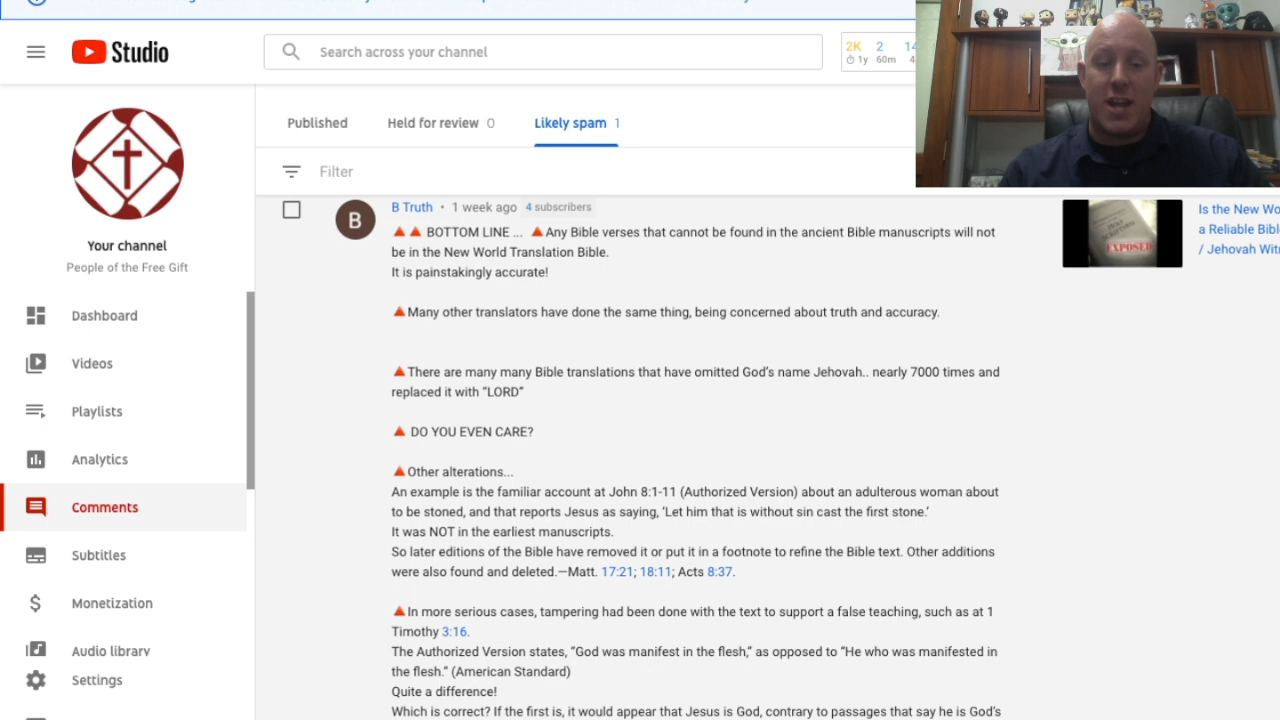 Studio
Search across your channel
2K 2
1y 60m 4
Published Held for review 0 Likely spam 1
Filter
Your channel
People of the Free Gift
Dashboard
Videos
Playlists
Analytics
Comments
Subtitles
Monetization
Audio library
Settings
B
B Truth • 1 week ago 4 subscribers
🔺🔺 BOTTOM LINE ... 🔺Any Bible verses that cannot be found in the ancient Bible manuscripts will not
be in the New World Translation Bible.
It is painstakingly accurate!
🔺Many other translators have done the same thing, being concerned about truth and accuracy.
🔺There are many many Bible translations that have omitted God's name Jehovah.. nearly 7000 times and
replaced it with “LORD”
🔺 DO YOU EVEN CARE?
🔺Other alterations...
An example is the familiar account at John 8:1-11 (Authorized Version) about an adulterous woman about
to be stoned, and that reports Jesus as saying, ‘Let him that is without sin cast the first stone.’
It was NOT in the earliest manuscripts.
So later editions of the Bible have removed it or put it in a footnote to refine the Bible text. Other additions
were also found and deleted.—Matt. 17:21; 18:11; Acts 8:37.
🔺In more serious cases, tampering had been done with the text to support a false teaching, such as at 1
Timothy 3:16.
The Authorized Version states, “God was manifest in the flesh,” as opposed to “He who was manifested in
the flesh.” (American Standard)
Quite a difference!
Which is correct? If the first is, it would appear that Jesus is God, contrary to passages that say he is God's
EXPOSED
Is the New Wo
a Reliable Bibl
/ Jehovah Wit